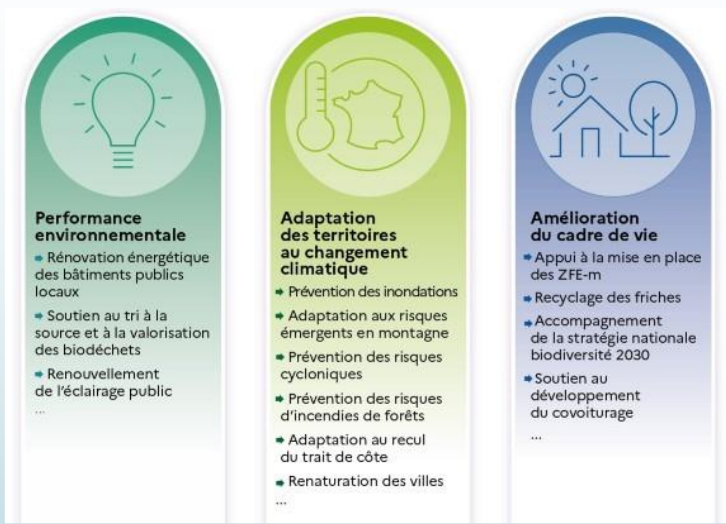 Performance
environnementale
➡ Rénovation énergétique
des bâtiments publics
locaux
➡ Soutien au tri à la
source et à la valorisation
des biodéchets
➡ Renouvellement
de l'éclairage public
...
Adaptation
des territoires
au changement
climatique
➡ Prévention des inondations
➡ Adaptation aux risques
émergents en montagne
➡ Prévention des risques
cycloniques
➡ Prévention des risques
d'incendies de forêts
➡ Adaptation au recul
du trait de côte
➡ Renaturation des villes
...
Amélioration
du cadre de vie
➡ Appui à la mise en place
des ZFE-m
➡ Recyclage des friches
➡ Accompagnement
de la stratégie nationale
biodiversité 2030
➡ Soutien au
développement
du covoiturage
...